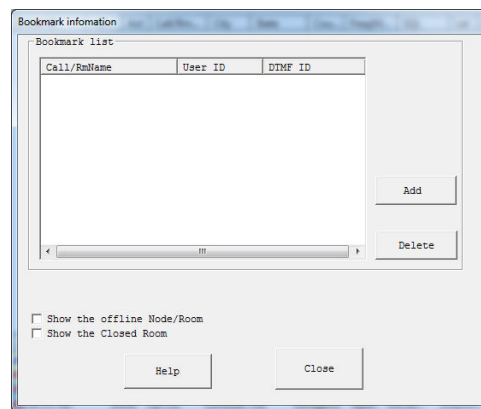 Bookmark infomation
Bookmark list
Call/RmName User ID DTMF ID
Add
Delete
Show the offline Node/Room
Show the Closed Room
Help Close